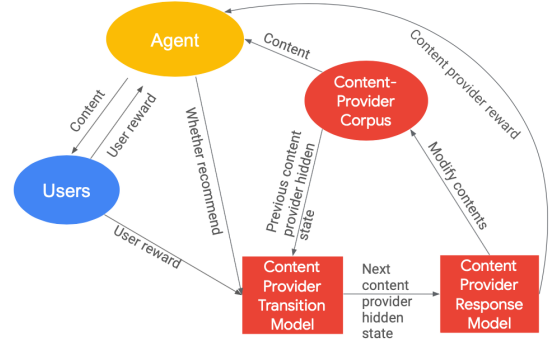 Agent
Content
Content provider reward
Content-
Provider
Corpus
Content
User reward
Whether recommend
Previous content
provider hidden
state
Modify contents
Users
User reward
Content
Provider
Transition
Model
Next
content
provider
hidden
state
Content
Provider
Response
Model